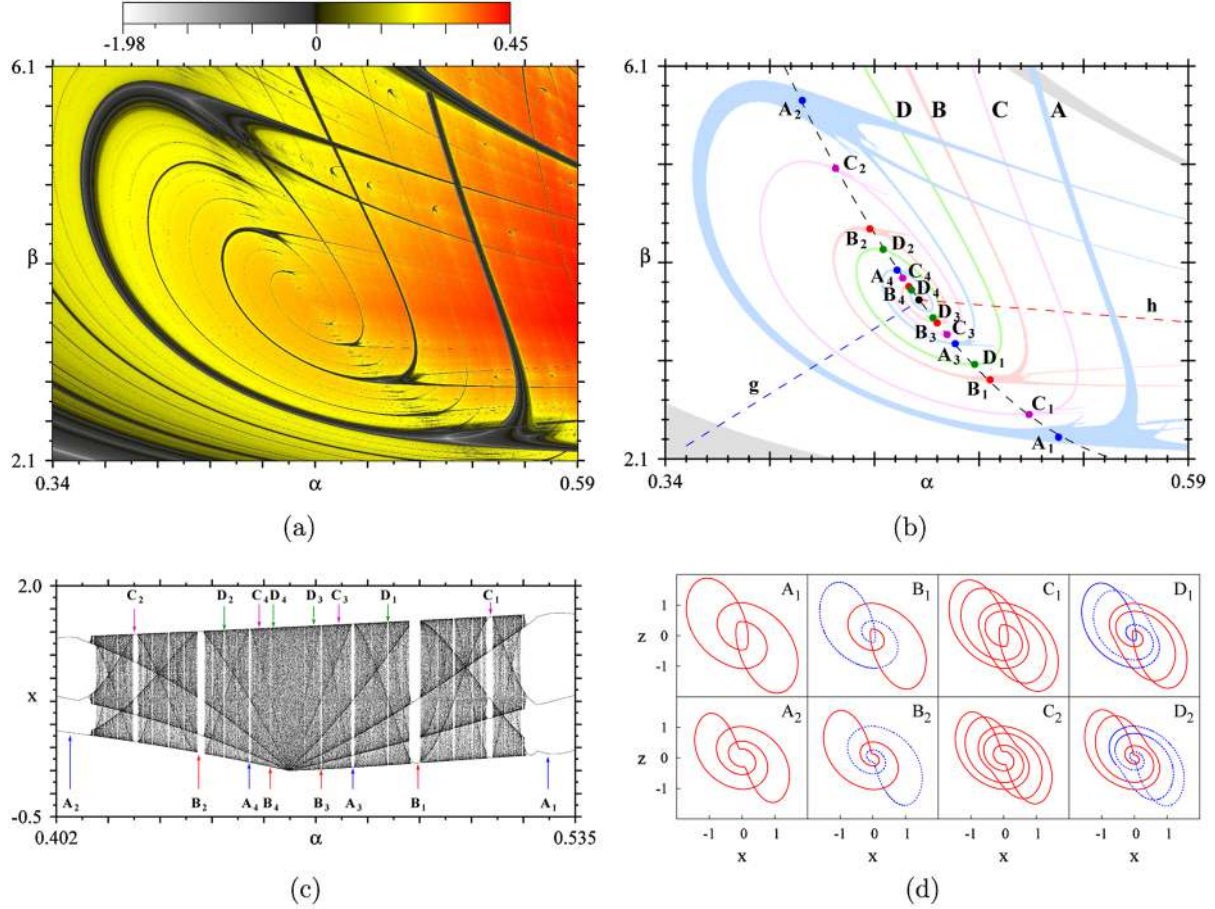 -1.98 0 0.45
6.1
β
2.1
0.34 α 0.59
(a)
6.1
β
2.1
0.34 α 0.59
D B C A
A2
C2
B2 D2
A4 C4
B4 D4
h
D3
B3 C3
A3 D1
g
B1
C1
A1
(b)
2.0
x
-0.5
C2 D2 C4 D4 D3 C3 D1 C1
A2 B2 A4 B4 B3 A3 B1 A1
0.402 α 0.535
(c)
A1 B1 C1 D1
1
z 0
-1
A2 B2 C2 D2
1
z 0
-1
-1 0 1 -1 0 1 -1 0 1 -1 0 1
x x x x
(d)